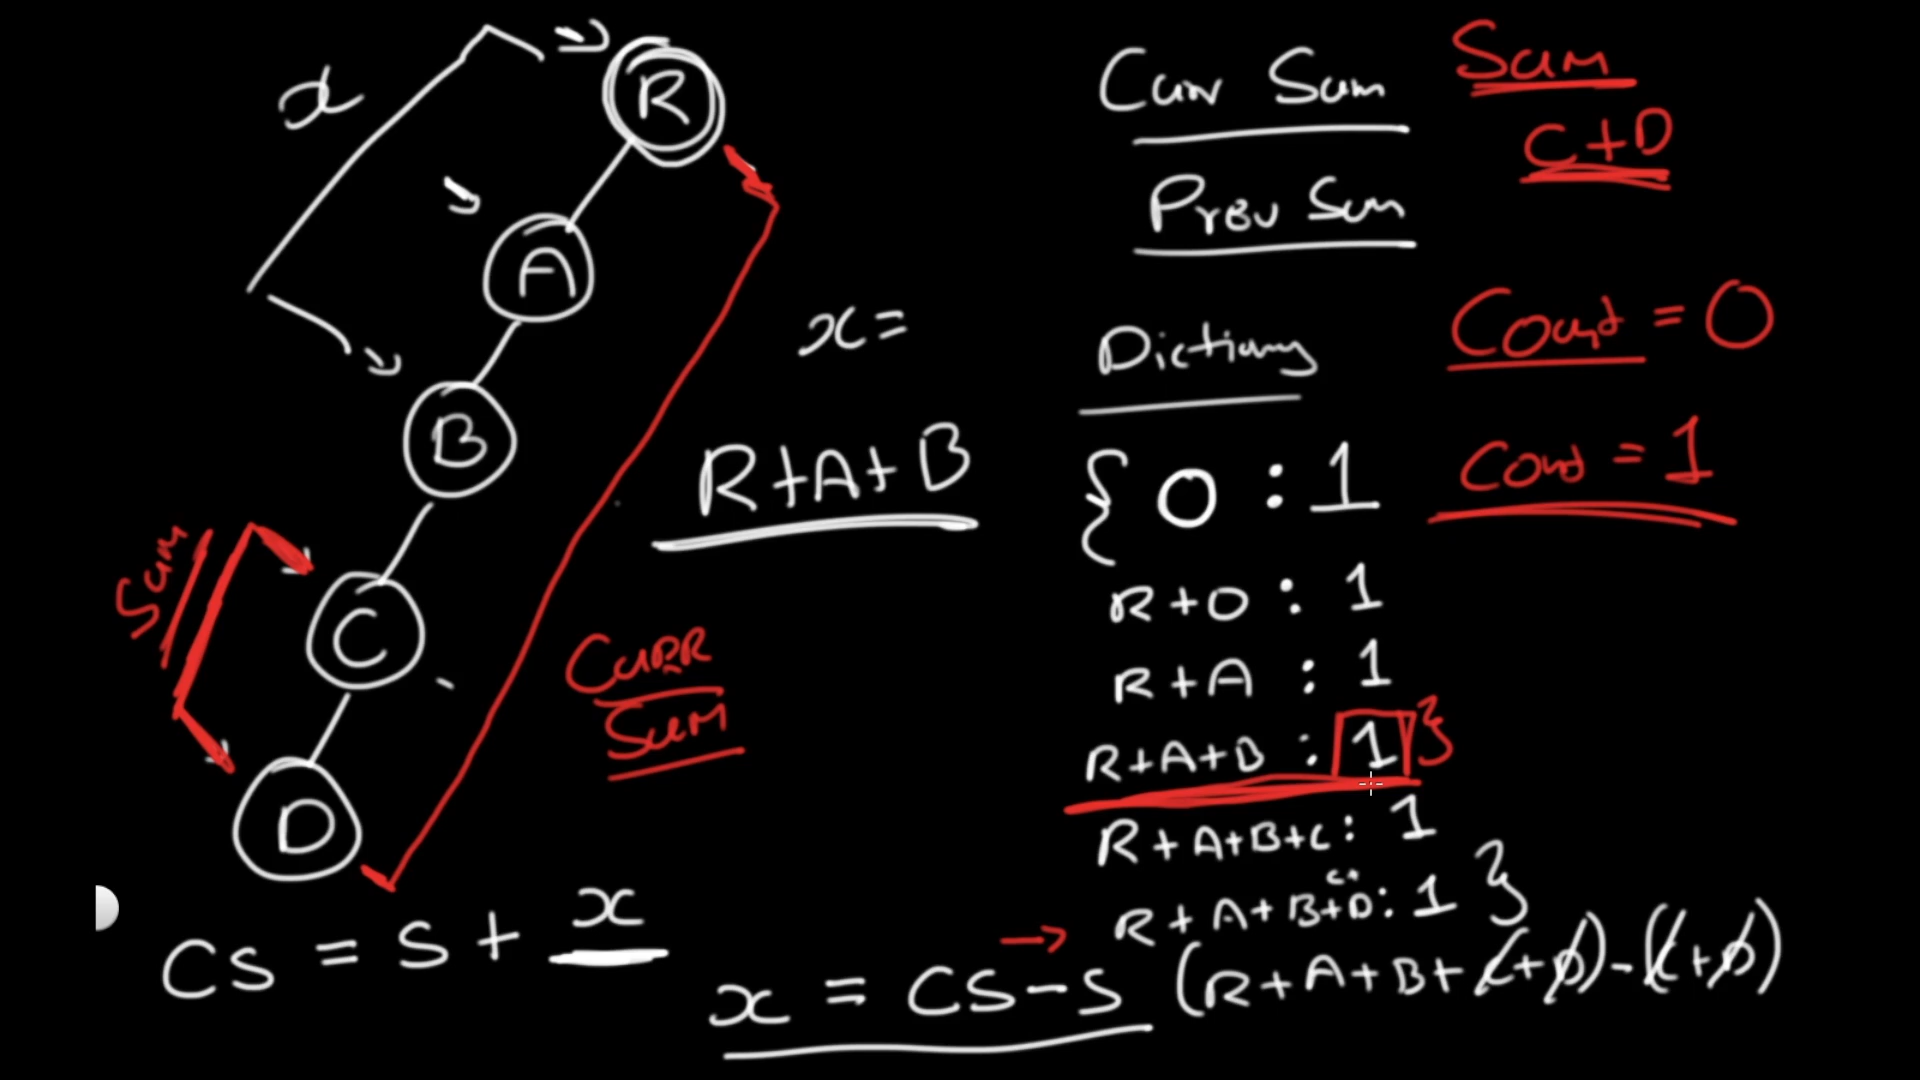 x
R
A
B
C
D
Sum
Curr
Sum
x =
R+A+B
Curr Sum
Sum
C+D
Prev Sum
Dictionary
Count = 0
{ 0 : 1
Count = 1
R+0 : 1
R+A : 1
R+A+B : 1 }
R+A+B+C : 1
R+A+B+D : 1 }
C+
CS = S + x
x = CS-S (R+A+B+C+D) - (C+D)